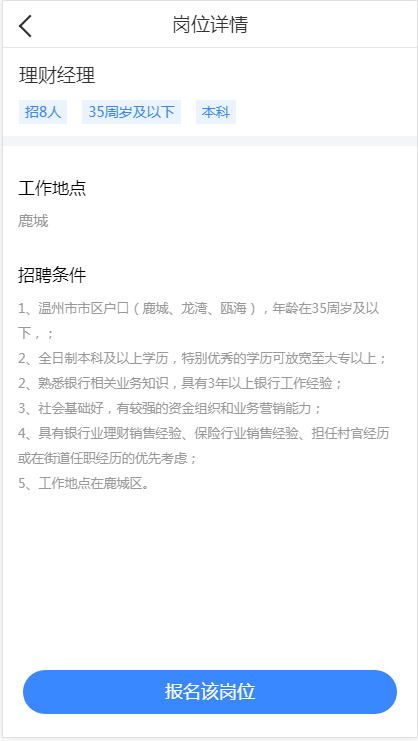 岗位详情
理财经理
招8人 35周岁及以下 本科
工作地点
鹿城
招聘条件
1、温州市市区户口（鹿城、龙湾、瓯海），年龄在35周岁及以
下，；
2、全日制本科及以上学历，特别优秀的学历可放宽至大专以上；
2、熟悉银行相关业务知识，具有3年以上银行工作经验；
3、社会基础好，有较强的资金组织和业务营销能力；
4、具有银行业理财销售经验、保险行业销售经验、担任村官经历
或在街道任职经历的优先考虑；
5、工作地点在鹿城区。
报名该岗位